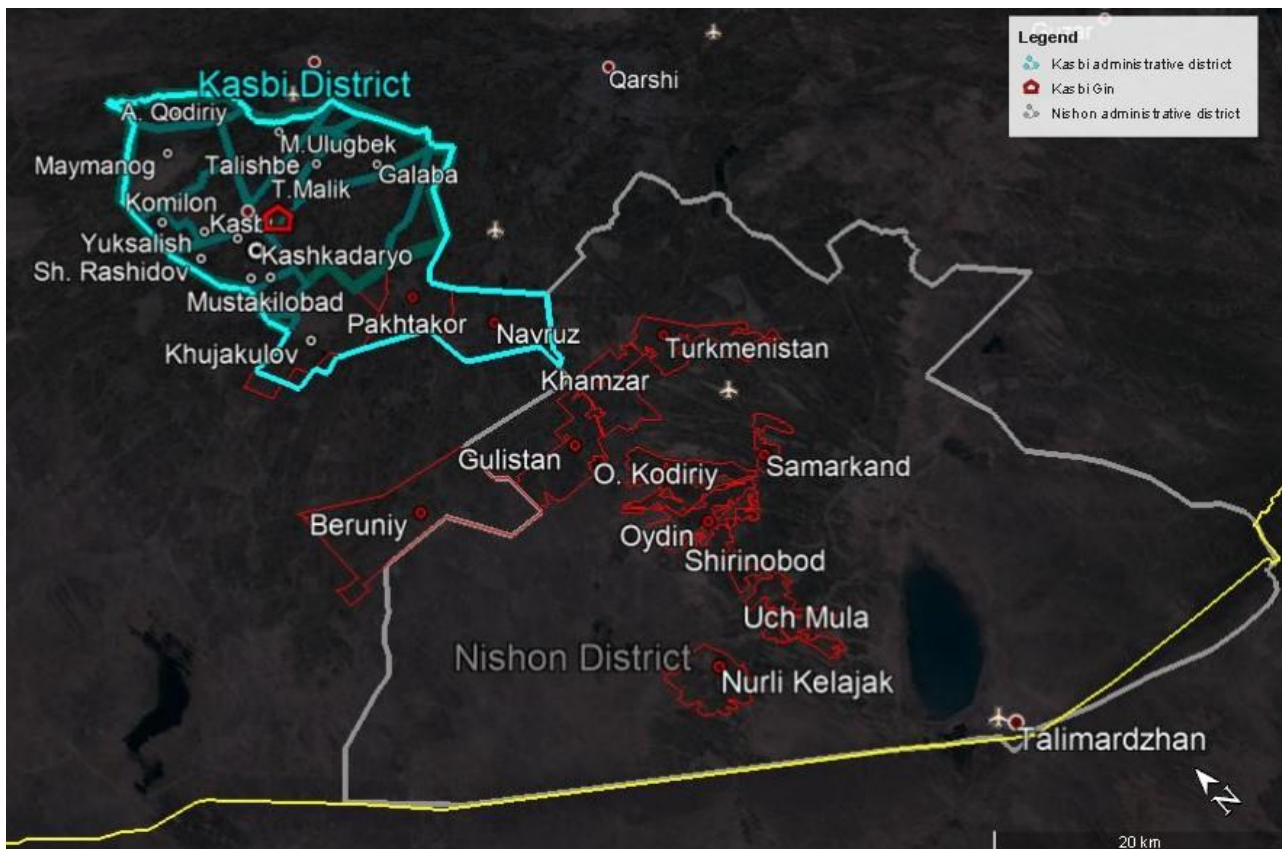 Guzar
Legend
Kasbi administrative district
Kasbi Gin
Nishon administrative district
Kasbi District
Qarshi
A. Qodiriy
M.Ulugbek
Maymanog
Talishbe
Galaba
T.Malik
Komilon
Kasb
Yuksalish
Kashkadaryo
Sh. Rashidov
Mustakilobad
Pakhtakor
Navruz
Khujakulov
Turkmenistan
Khamzar
Gulistan
O. Kodiriy
Samarkand
Beruniy
Oydin
Shirinobod
Uch Mula
Nishon District
Nurli Kelajak
Talimardzhan
N
20 km